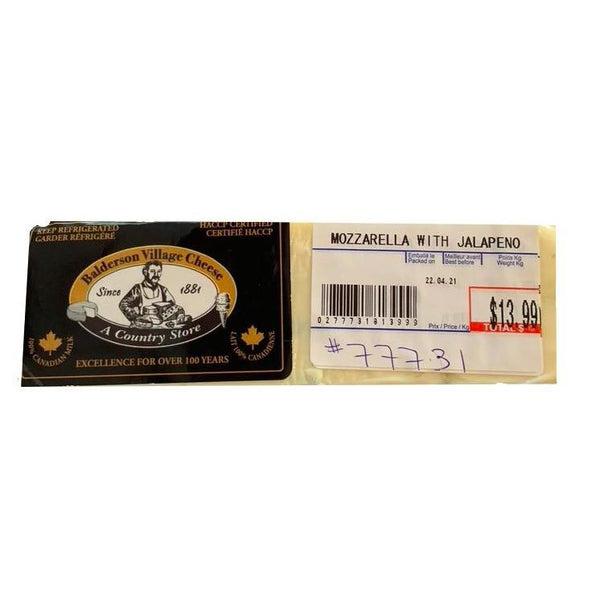 KEEP REFRIGERATED
GARDER RÉFRIGÉRÉ
HACCP CERTIFIED
CERTIFIÉ HACCP
Balderson Village Cheese
Since 1881
A Country Store
100% CANADIAN MILK
LAIT 100% CANADIENNE
EXCELLENCE FOR OVER 100 YEARS
MOZZARELLA WITH JALAPENO
Emballé le
Packed on
Meilleur avant
Best before
Poids Kg
Weight Kg
22.04.21
0277731813999
Prix / Price / Kg
$13.99
TOTAL $
#77731